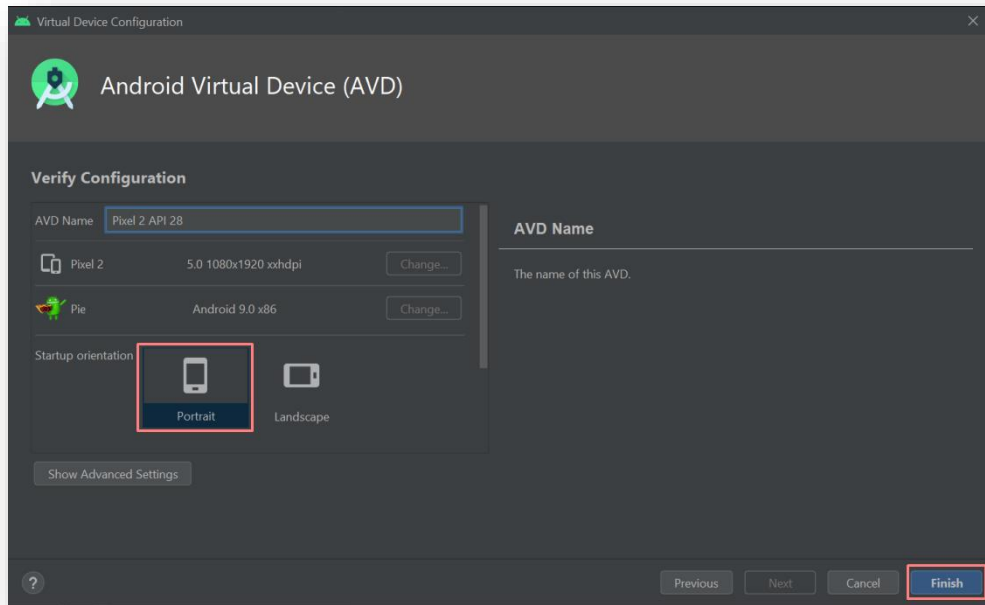 Virtual Device Configuration
Android Virtual Device (AVD)
Verify Configuration
AVD Name Pixel 2 API 28
Pixel 2 5.0 1080x1920 xxhdpi Change...
Pie Android 9.0 x86 Change...
Startup orientation
Portrait Landscape
Show Advanced Settings
AVD Name
The name of this AVD.
? Previous Next Cancel Finish